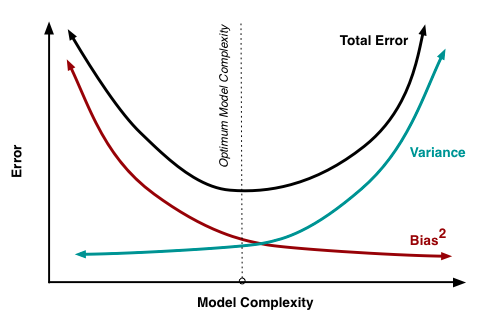 Total Error
Optimum Model Complexity
Variance
Error
Bias2
Model Complexity